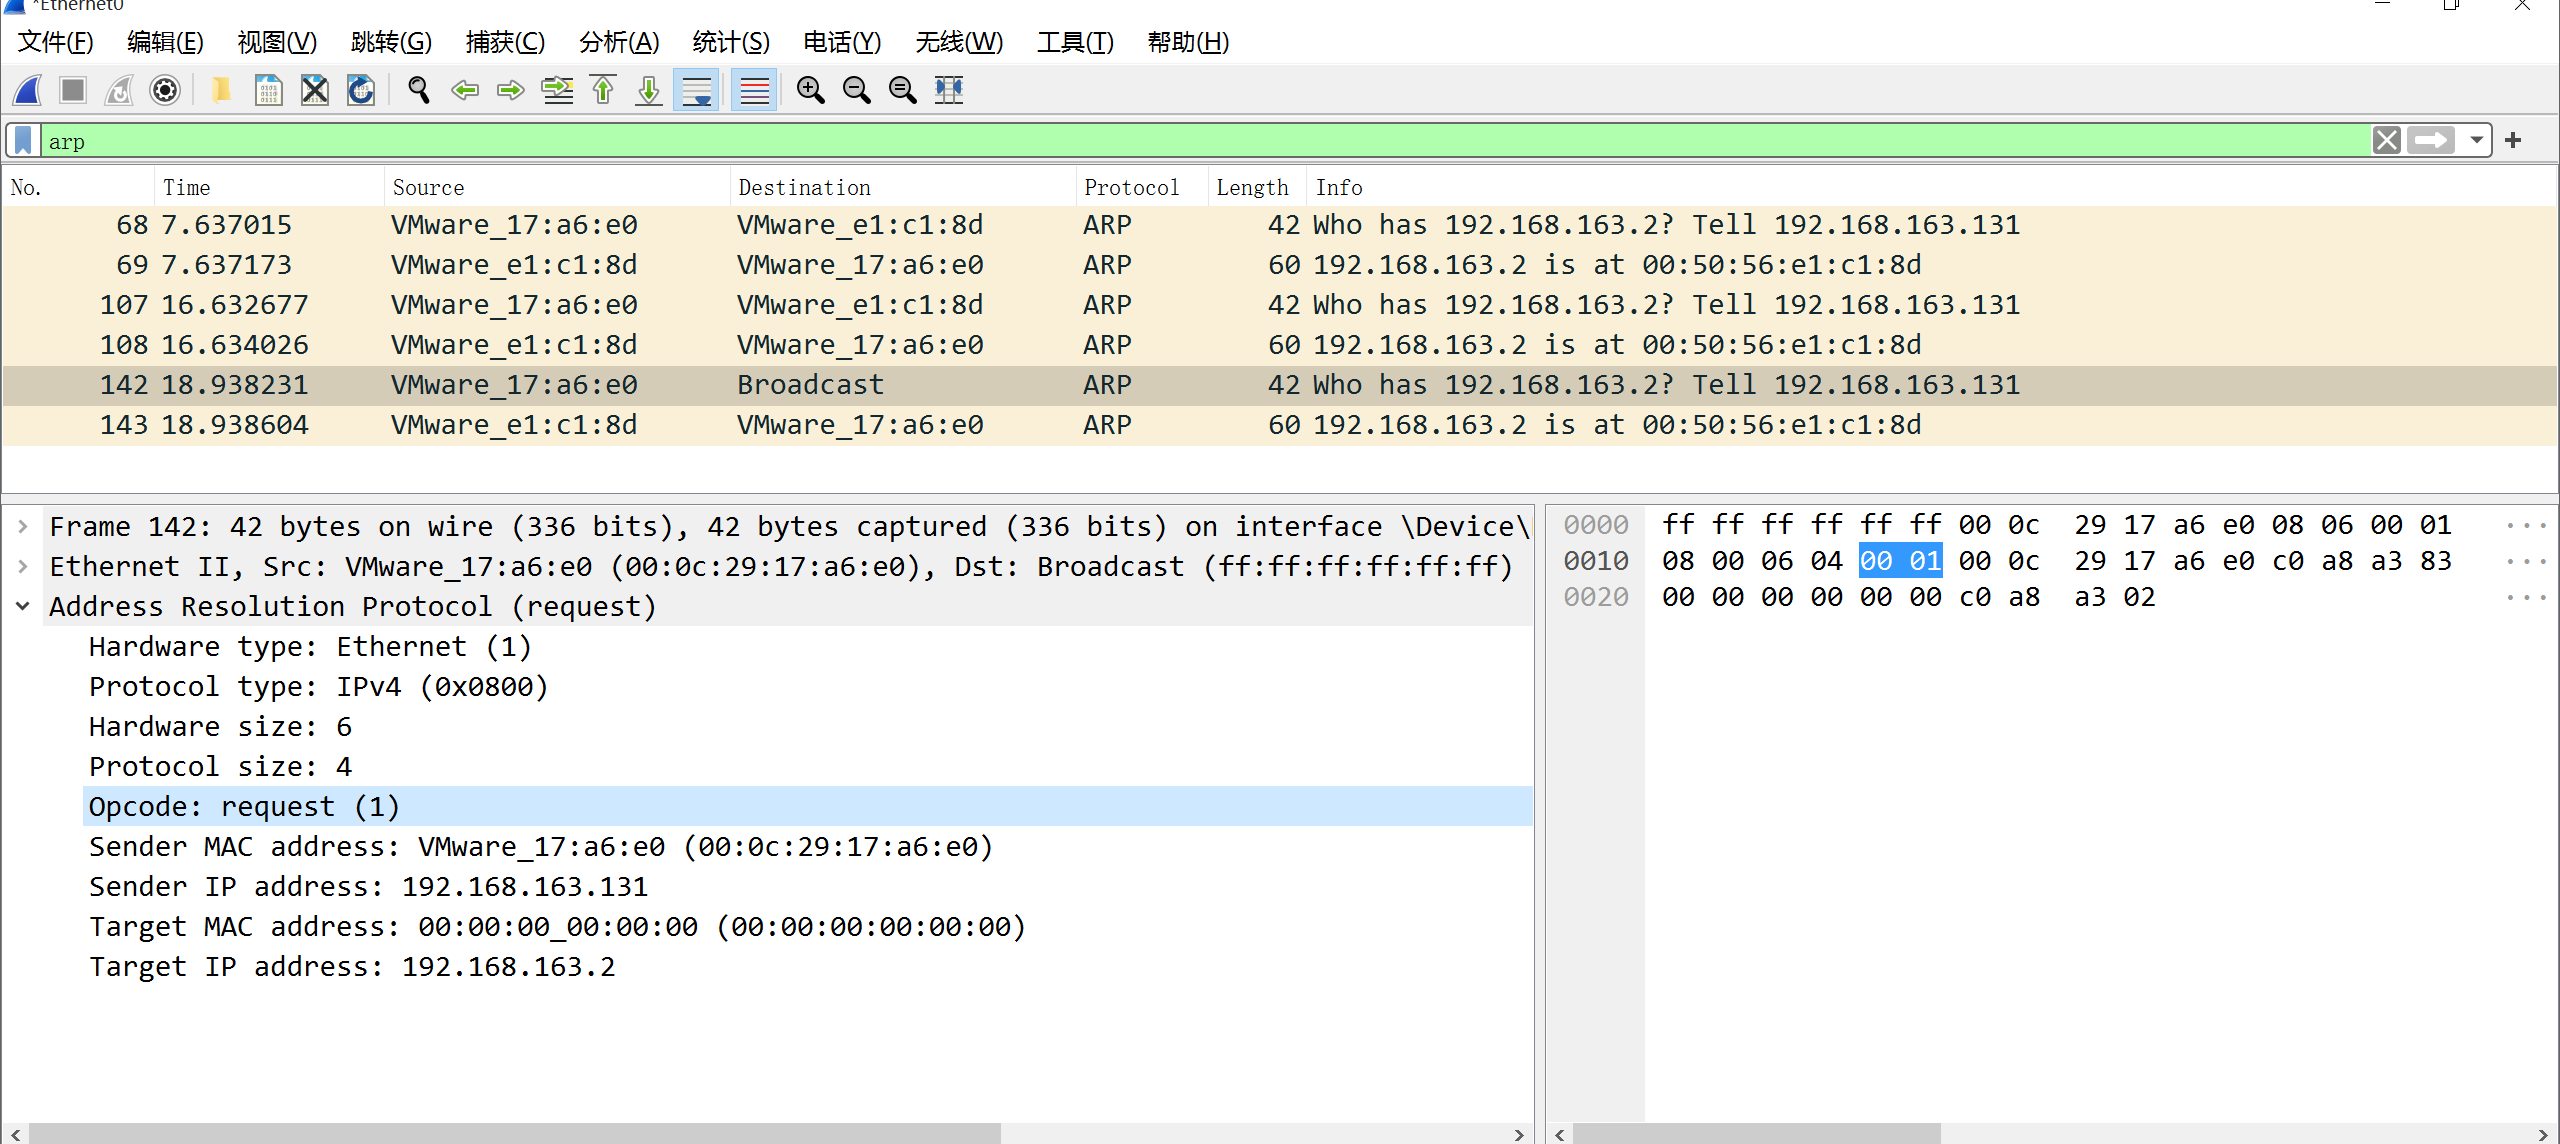 *Ethernet0
文件(F) 编辑(E) 视图(V) 跳转(G) 捕获(C) 分析(A) 统计(S) 电话(Y) 无线(W) 工具(T) 帮助(H)
arp
No. Time Source Destination Protocol Length Info
68 7.637015 VMware_17:a6:e0 VMware_e1:c1:8d ARP 42 Who has 192.168.163.2? Tell 192.168.163.131
69 7.637173 VMware_e1:c1:8d VMware_17:a6:e0 ARP 60 192.168.163.2 is at 00:50:56:e1:c1:8d
107 16.632677 VMware_17:a6:e0 VMware_e1:c1:8d ARP 42 Who has 192.168.163.2? Tell 192.168.163.131
108 16.634026 VMware_e1:c1:8d VMware_17:a6:e0 ARP 60 192.168.163.2 is at 00:50:56:e1:c1:8d
142 18.938231 VMware_17:a6:e0 Broadcast ARP 42 Who has 192.168.163.2? Tell 192.168.163.131
143 18.938604 VMware_e1:c1:8d VMware_17:a6:e0 ARP 60 192.168.163.2 is at 00:50:56:e1:c1:8d
Frame 142: 42 bytes on wire (336 bits), 42 bytes captured (336 bits) on interface \Device\
Ethernet II, Src: VMware_17:a6:e0 (00:0c:29:17:a6:e0), Dst: Broadcast (ff:ff:ff:ff:ff:ff)
Address Resolution Protocol (request)
Hardware type: Ethernet (1)
Protocol type: IPv4 (0x0800)
Hardware size: 6
Protocol size: 4
Opcode: request (1)
Sender MAC address: VMware_17:a6:e0 (00:0c:29:17:a6:e0)
Sender IP address: 192.168.163.131
Target MAC address: 00:00:00_00:00:00 (00:00:00:00:00:00)
Target IP address: 192.168.163.2
0000 ff ff ff ff ff ff 00 0c 29 17 a6 e0 08 06 00 01 ···
0010 08 00 06 04 00 01 00 0c 29 17 a6 e0 c0 a8 a3 83 ···
0020 00 00 00 00 00 00 c0 a8 a3 02 ···